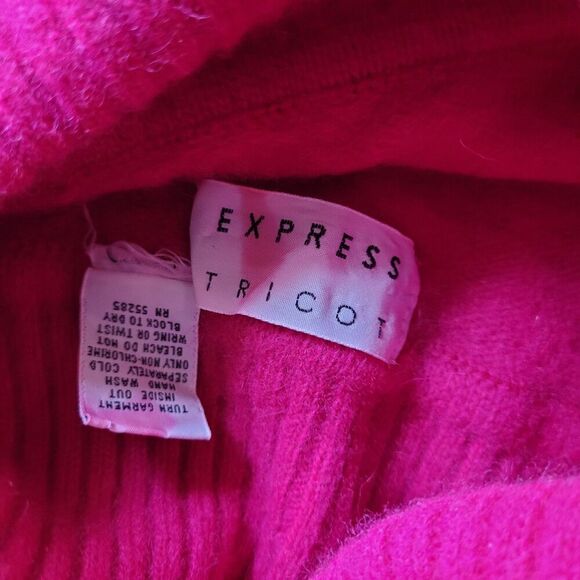 EXPRESS
TRICOT
TURN GARMENT
INSIDE OUT
HAND WASH
SEPARATELY COLD
ONLY NON-CHLORINE
BLEACH DO NOT
WRING OR TWIST
BLOCK TO DRY
RN 55285